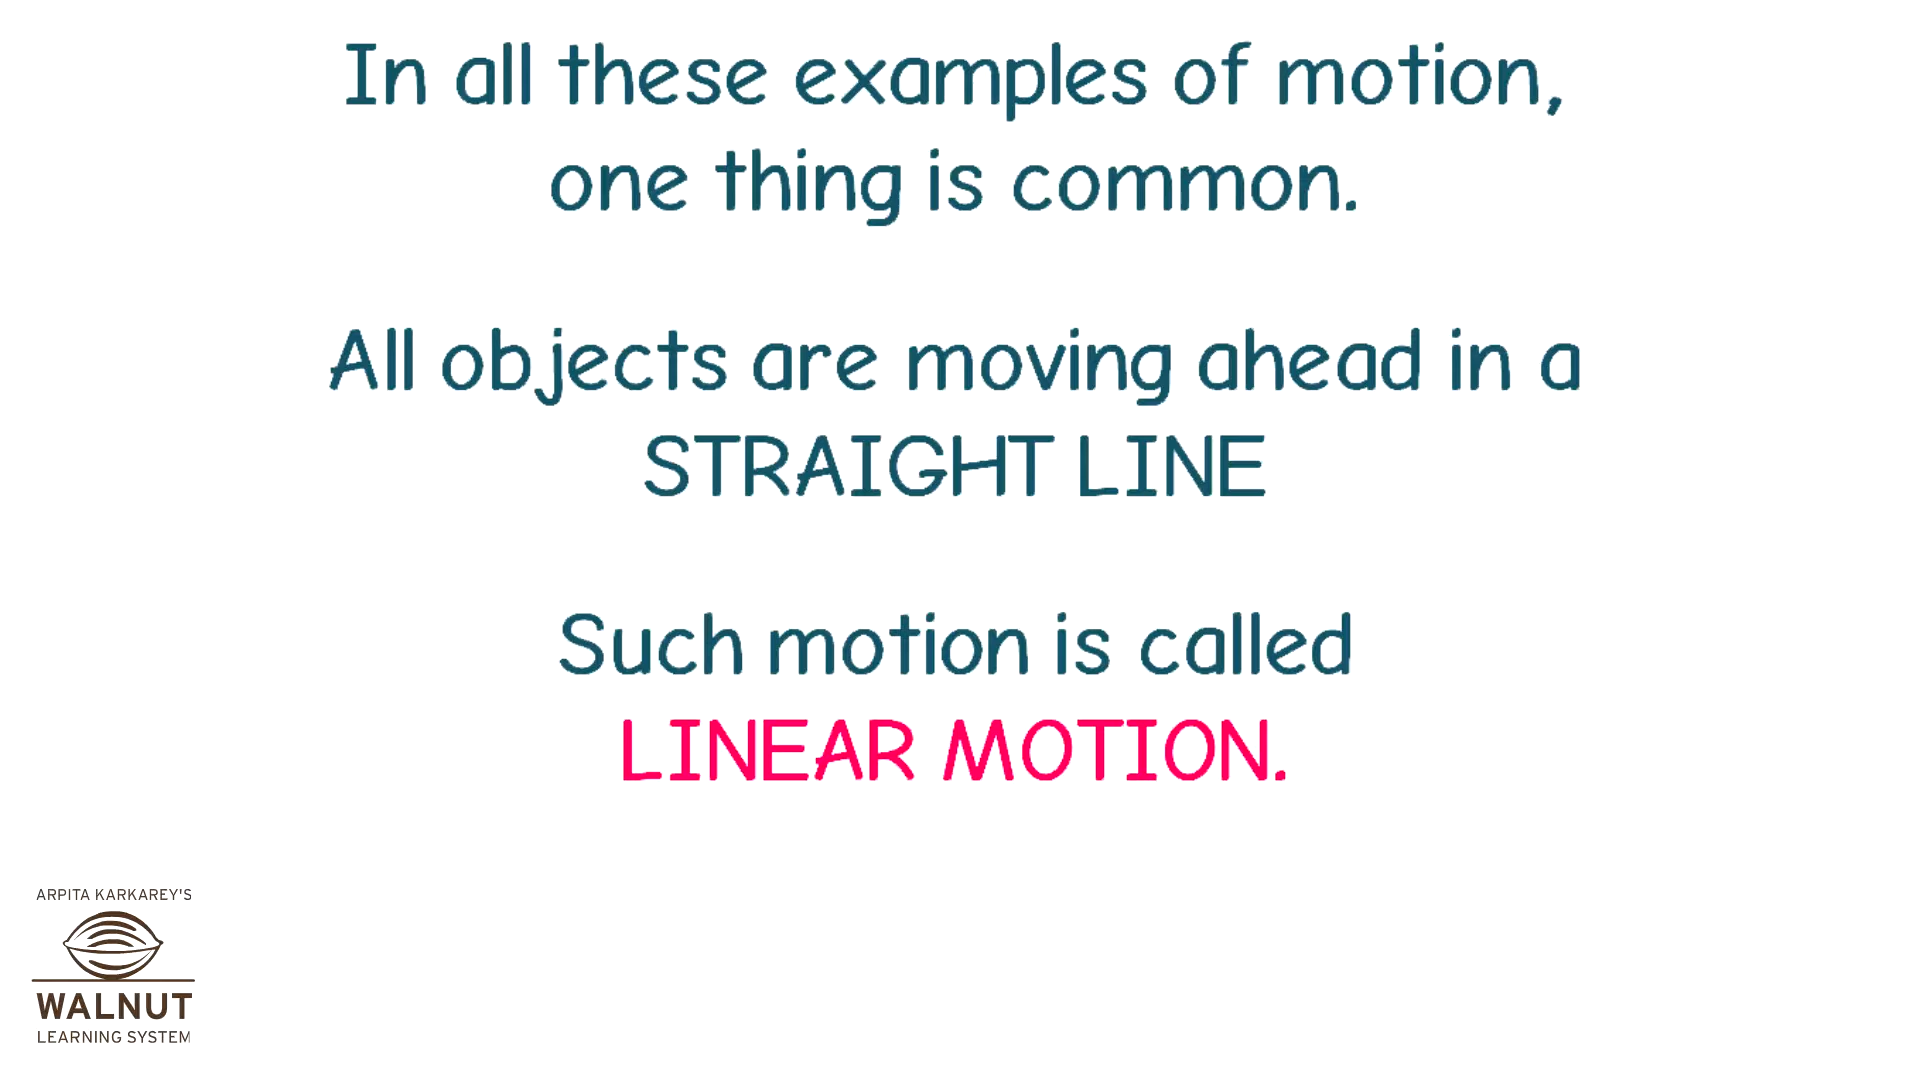 In all these examples of motion,
one thing is common.
All objects are moving ahead in a
STRAIGHT LINE
Such motion is called
LINEAR MOTION.
ARPITA KARKAREY'S
WALNUT
LEARNING SYSTEM